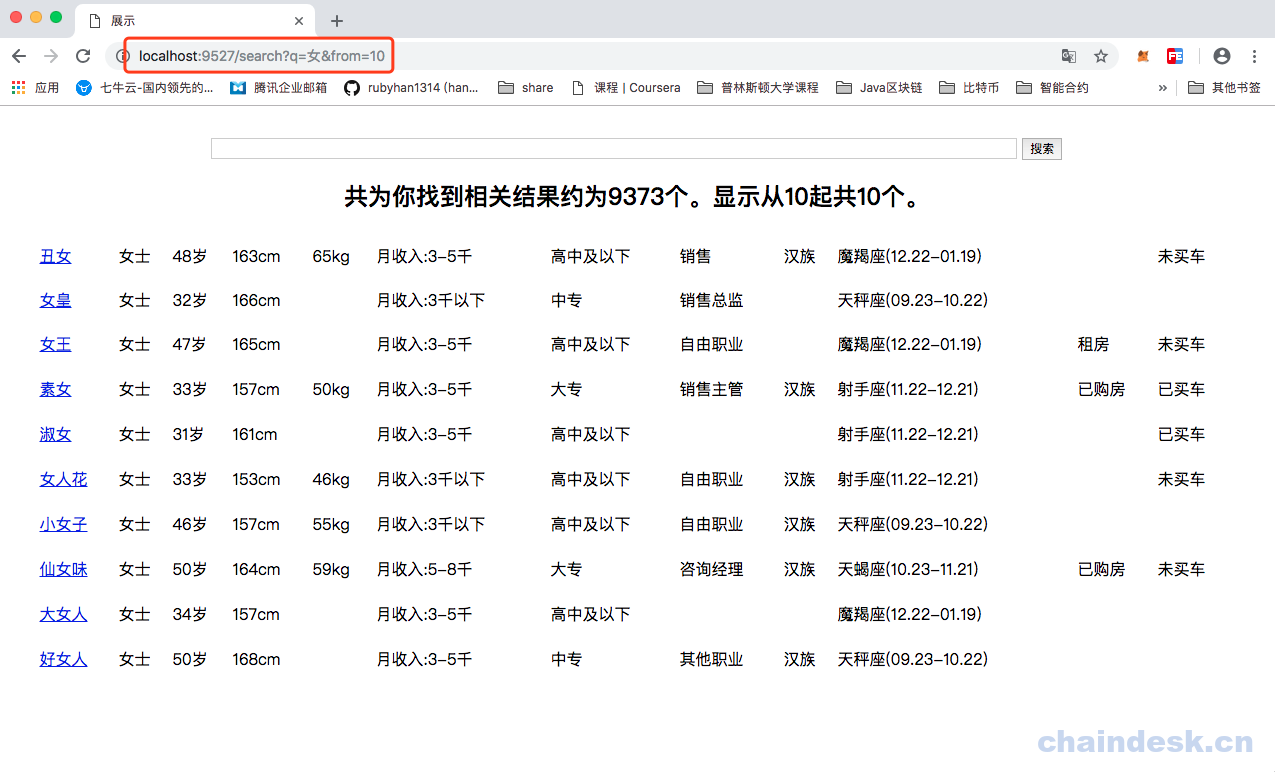 展示
localhost:9527/search?q=女&from=10
应用 七牛云-国内领先的... 腾讯企业邮箱 rubyhan1314 (han... share 课程 | Coursera 普林斯顿大学课程 Java区块链 比特币 智能合约 » 其他书签
搜索
共为你找到相关结果约为9373个。显示从10起共10个。
丑女 女士 48岁 163cm 65kg 月收入:3-5千 高中及以下 销售 汉族 魔羯座(12.22-01.19) 未买车
女皇 女士 32岁 166cm 月收入:3千以下 中专 销售总监 天秤座(09.23-10.22)
女王 女士 47岁 165cm 月收入:3-5千 高中及以下 自由职业 魔羯座(12.22-01.19) 租房 未买车
素女 女士 33岁 157cm 50kg 月收入:3-5千 大专 销售主管 汉族 射手座(11.22-12.21) 已购房 已买车
淑女 女士 31岁 161cm 月收入:3-5千 高中及以下 射手座(11.22-12.21) 已买车
女人花 女士 33岁 153cm 46kg 月收入:3千以下 高中及以下 自由职业 汉族 射手座(11.22-12.21) 未买车
小女子 女士 46岁 157cm 55kg 月收入:3千以下 高中及以下 自由职业 汉族 天秤座(09.23-10.22)
仙女味 女士 50岁 164cm 59kg 月收入:5-8千 大专 咨询经理 汉族 天蝎座(10.23-11.21) 已购房 未买车
大女人 女士 34岁 157cm 月收入:3-5千 高中及以下 魔羯座(12.22-01.19)
好女人 女士 50岁 168cm 月收入:3-5千 中专 其他职业 汉族 天秤座(09.23-10.22)
chaindesk.cn